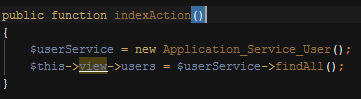 public function indexAction()
{
$userService = new Application_Service_User();
$this->view->users = $userService->findAll();
}